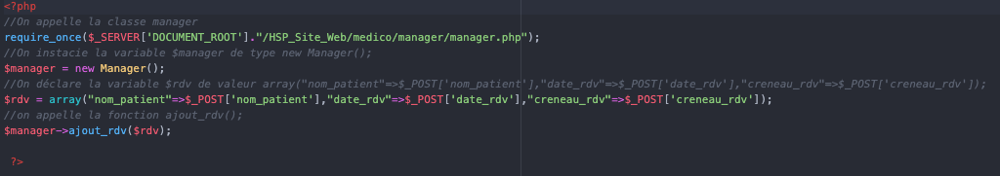 <?php
//On appelle la classe manager
require_once($_SERVER['DOCUMENT_ROOT']."/HSP_Site_Web/medico/manager/manager.php");
//On instacie la variable $manager de type new Manager();
$manager = new Manager();
//On déclare la variable $rdv de valeur array("nom_patient"=>$_POST['nom_patient'],"date_rdv"=>$_POST['date_rdv'],"creneau_rdv"=>$_POST['creneau_rdv']);
$rdv = array("nom_patient"=>$_POST['nom_patient'],"date_rdv"=>$_POST['date_rdv'],"creneau_rdv"=>$_POST['creneau_rdv']);
//on appelle la fonction ajout_rdv();
$manager->ajout_rdv($rdv);
?>